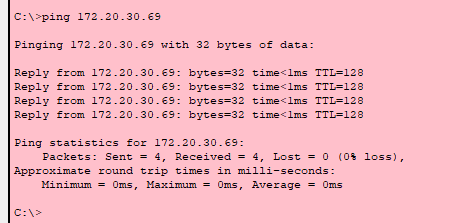 C:\>ping 172.20.30.69
Pinging 172.20.30.69 with 32 bytes of data:
Reply from 172.20.30.69: bytes=32 time<1ms TTL=128
Reply from 172.20.30.69: bytes=32 time<1ms TTL=128
Reply from 172.20.30.69: bytes=32 time<1ms TTL=128
Reply from 172.20.30.69: bytes=32 time<1ms TTL=128
Ping statistics for 172.20.30.69:
    Packets: Sent = 4, Received = 4, Lost = 0 (0% loss),
Approximate round trip times in milli-seconds:
    Minimum = 0ms, Maximum = 0ms, Average = 0ms
C:\>